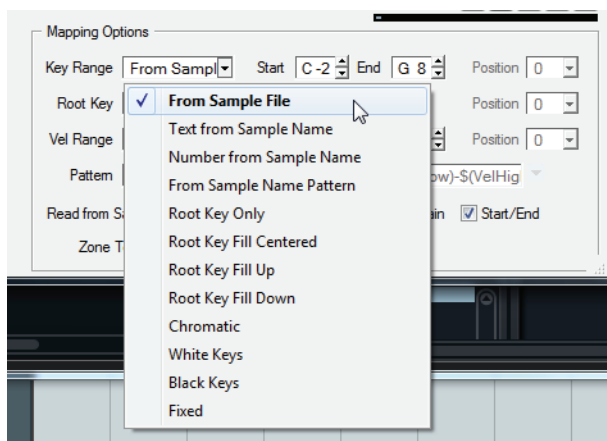 Mapping Options
Key Range From Sampl Start C -2 End G 8 Position 0
Root Key Position 0
Vel Range Position 0
Pattern ow)-$(VelHig
Read from S ain Start/End
Zone T
From Sample File
Text from Sample Name
Number from Sample Name
From Sample Name Pattern
Root Key Only
Root Key Fill Centered
Root Key Fill Up
Root Key Fill Down
Chromatic
White Keys
Black Keys
Fixed